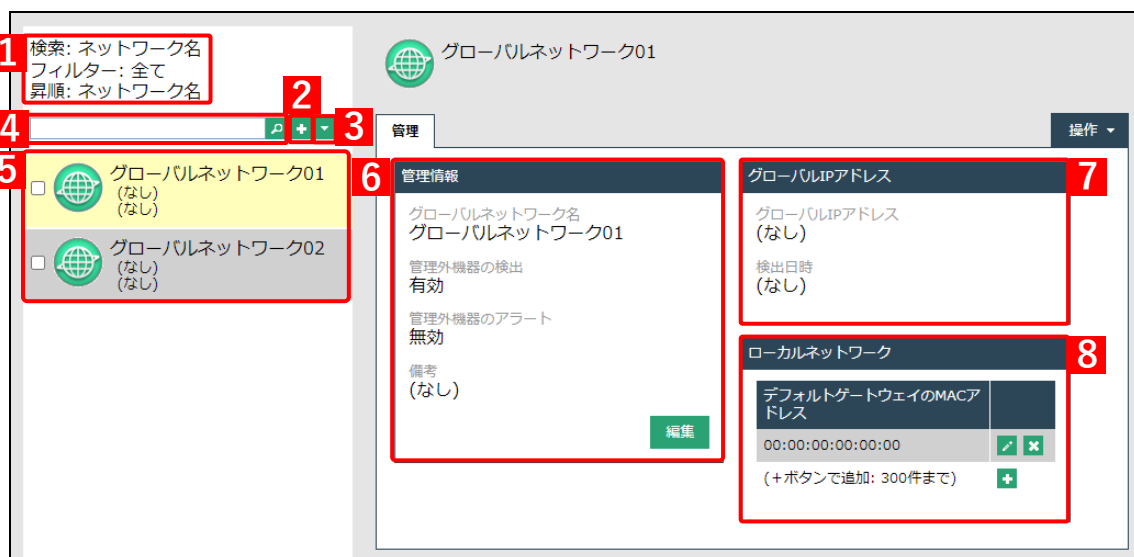 1
検索: ネットワーク名
フィルター: 全て
昇順: ネットワーク名
2
3
4
5
グローバルネットワーク01
(なし)
(なし)
グローバルネットワーク02
(なし)
(なし)
グローバルネットワーク01
管理
操作
6
管理情報
グローバルネットワーク名
グローバルネットワーク01
管理外機器の検出
有効
管理外機器のアラート
無効
備考
(なし)
編集
7
グローバルIPアドレス
グローバルIPアドレス
(なし)
検出日時
(なし)
8
ローカルネットワーク
デフォルトゲートウェイのMACア
ドレス
00:00:00:00:00:00
(+ボタンで追加: 300件まで)